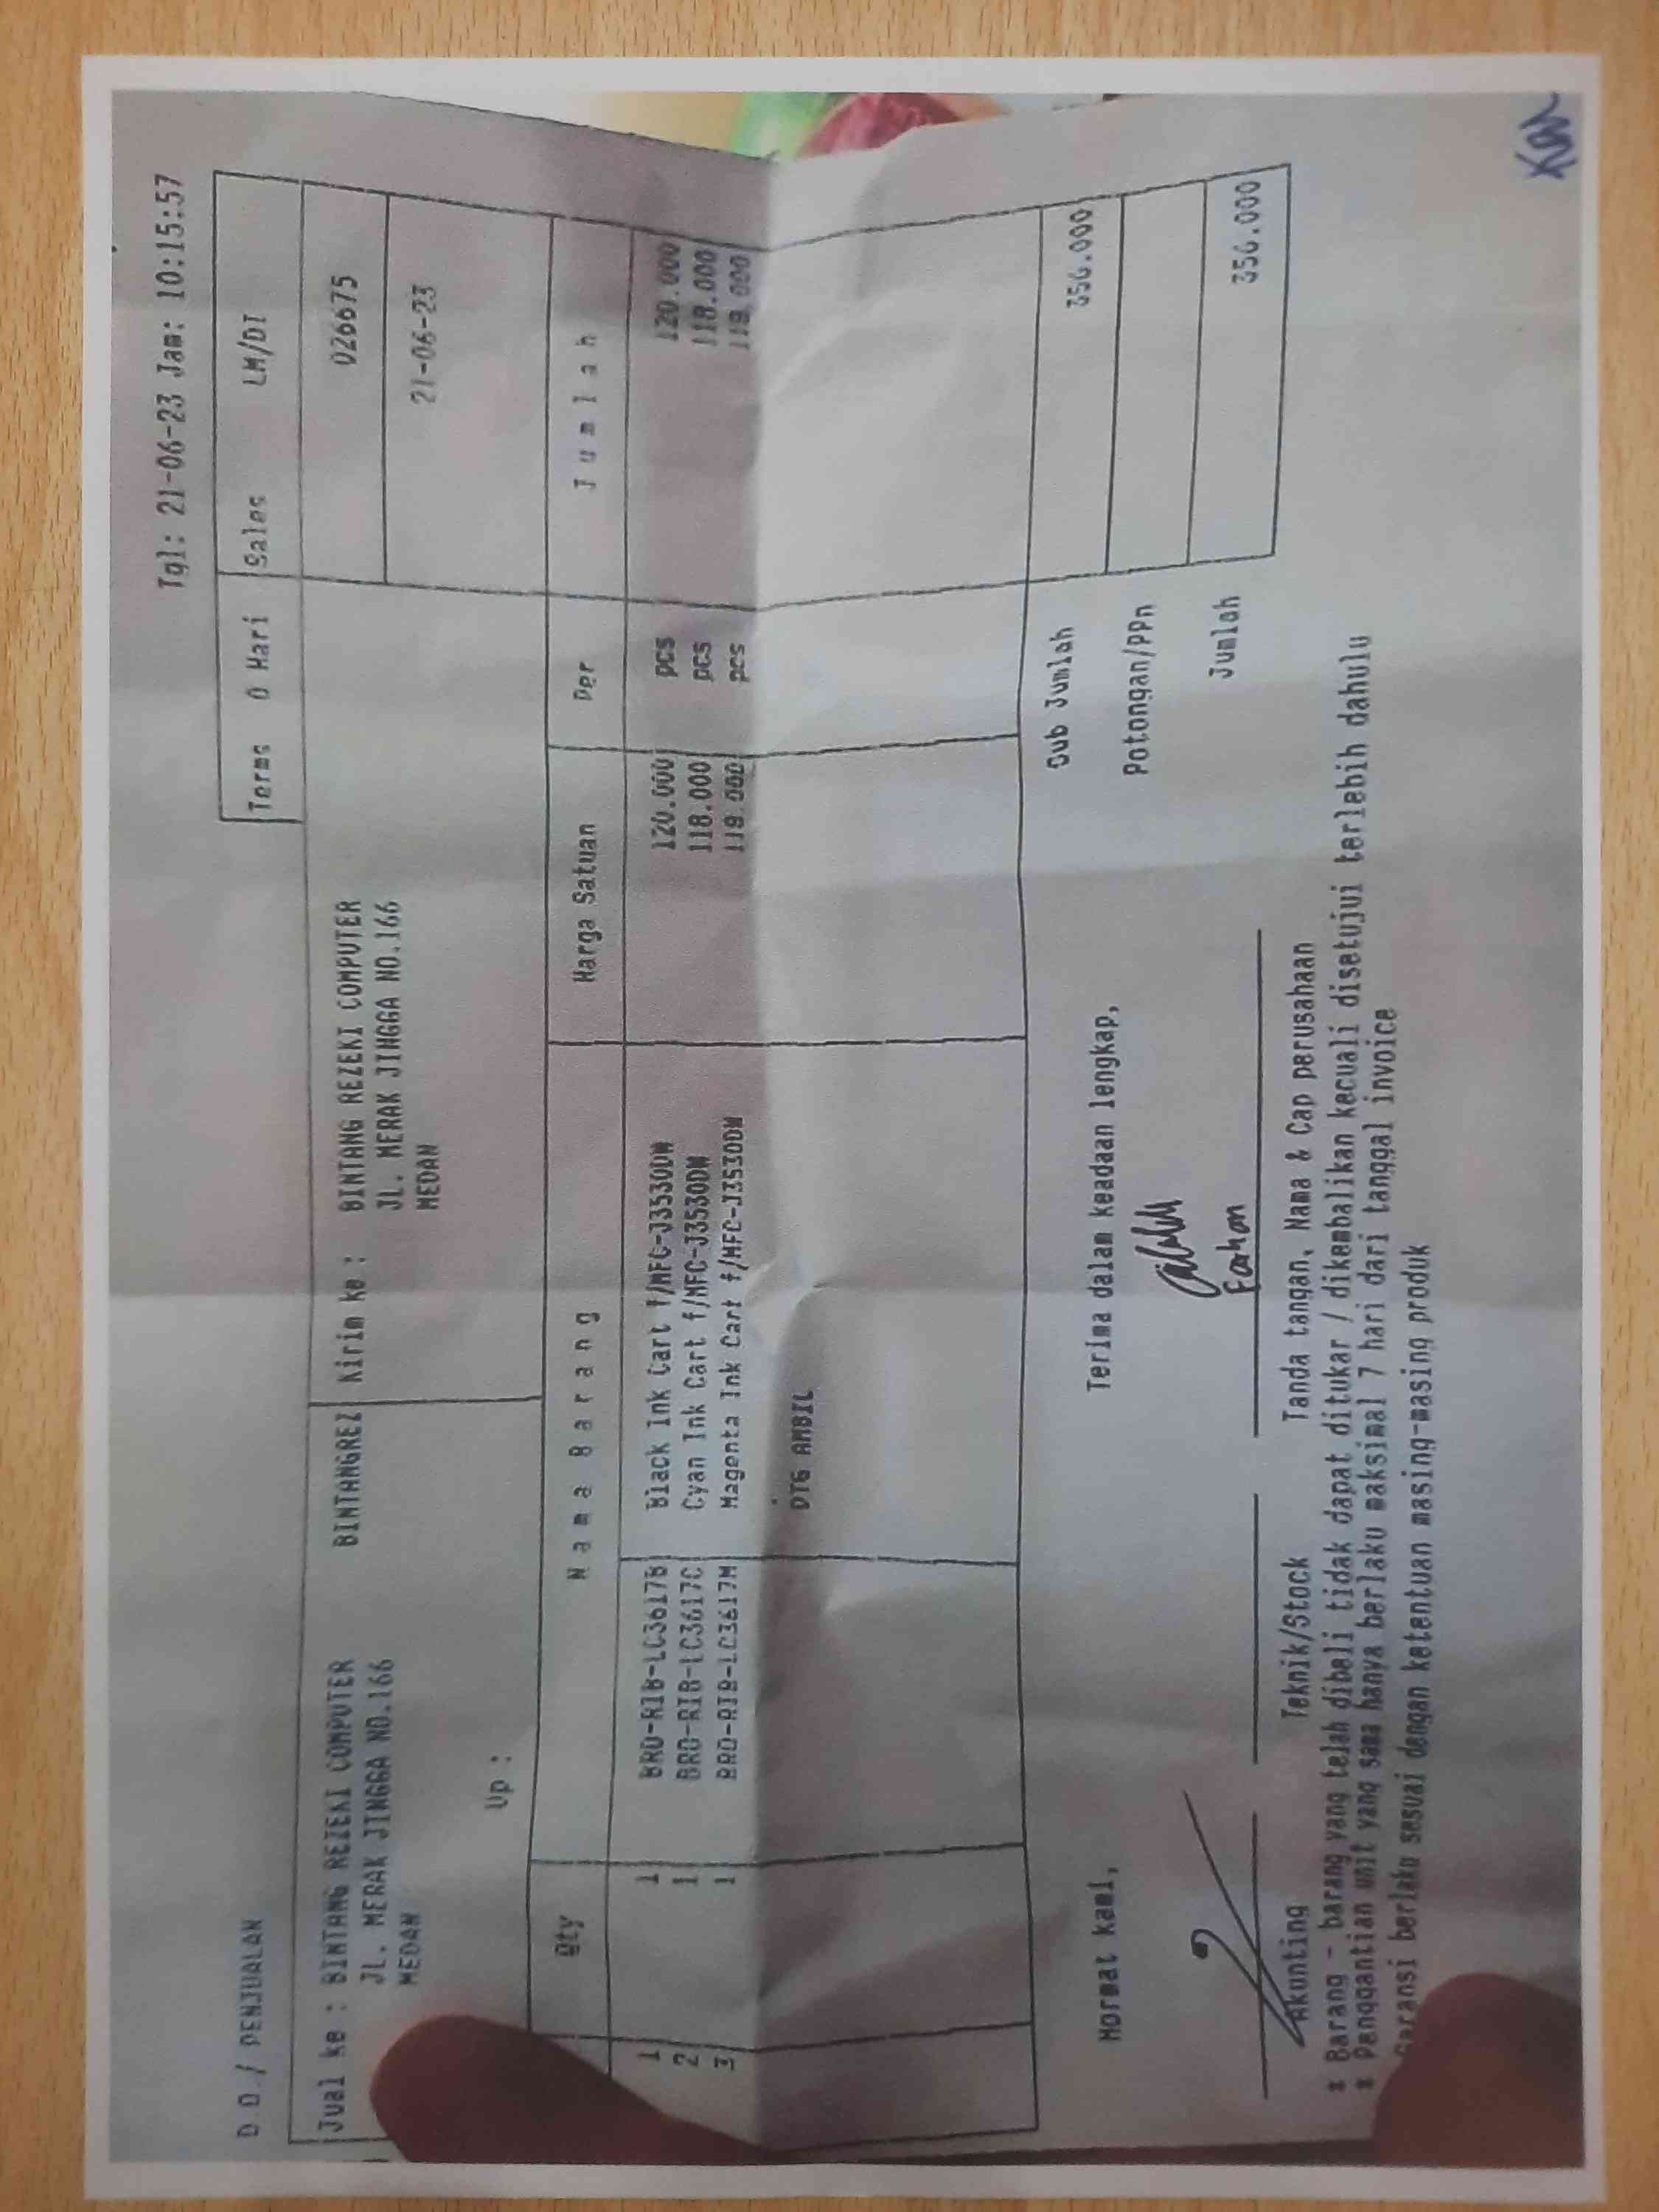 Tgl: 21-06-23 Jam: 10:15:57
D.O./ PENJUALAN
Terms 0 Hari Sales LM/DI
Jual ke : BINTANG REZEKI COMPUTER BINTANGREZ Kirim ke : BINTANG REZEKI COMPUTER 026675
JL. MERAK JINGGA NO.166 JL. MERAK JINGGA NO.166
MEDAN MEDAN 21-06-23
Up :
Qty Nama Barang Harga Satuan Per Jumlah
1 1 BRO-RIB-LC3617B Black Ink Cart f/MFC-J3530DW 120.000 pcs 120.000
2 1 BRO-RIB-LC3617C Cyan Ink Cart f/MFC-J3530DW 118.000 pcs 118.000
3 1 BRO-RIB-LC3617M Magenta Ink Cart f/MFC-J3530DW pcs
DTG AMBIL
Hormat kami, Terima dalam keadaan lengkap, Sub Jumlah 356.000
Potongan/PPn
Farhan Jumlah 356.000
Akunting Teknik/Stock Tanda tangan, Nama & Cap perusahaan
* Barang - barang yang telah dibeli tidak dapat ditukar / dikembalikan kecuali disetujui terlebih dahulu
* Penggantian unit yang sama hanya berlaku maksimal 7 hari dari tanggal invoice
Garansi berlaku sesuai dengan ketentuan masing-masing produk